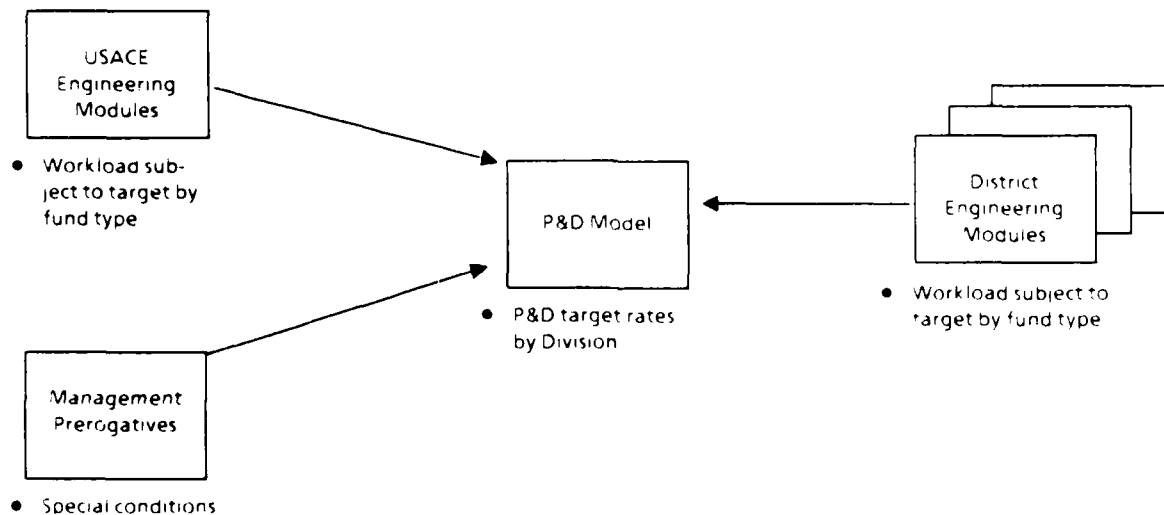 USACE
Engineering
Modules
● Workload sub-
ject to target by
fund type
P&D Model
● P&D target rates
by Division
District
Engineering
Modules
● Workload subject to
target by fund type
Management
Prerogatives
● Special conditions